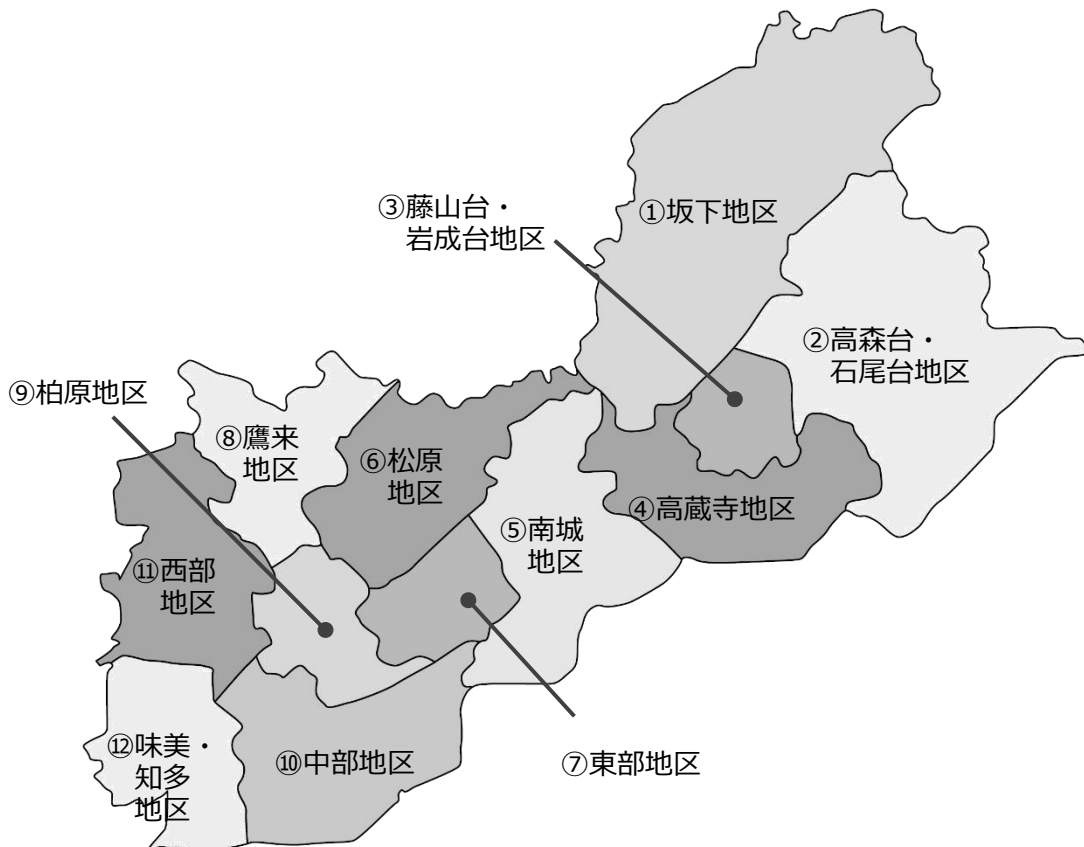 ①坂下地区
②高森台・
石尾台地区
③藤山台・
岩成台地区
④高蔵寺地区
⑤南城
地区
⑥松原
地区
⑦東部地区
⑧鷹来
地区
⑨柏原地区
⑩中部地区
⑪西部
地区
⑫味美・
知多
地区